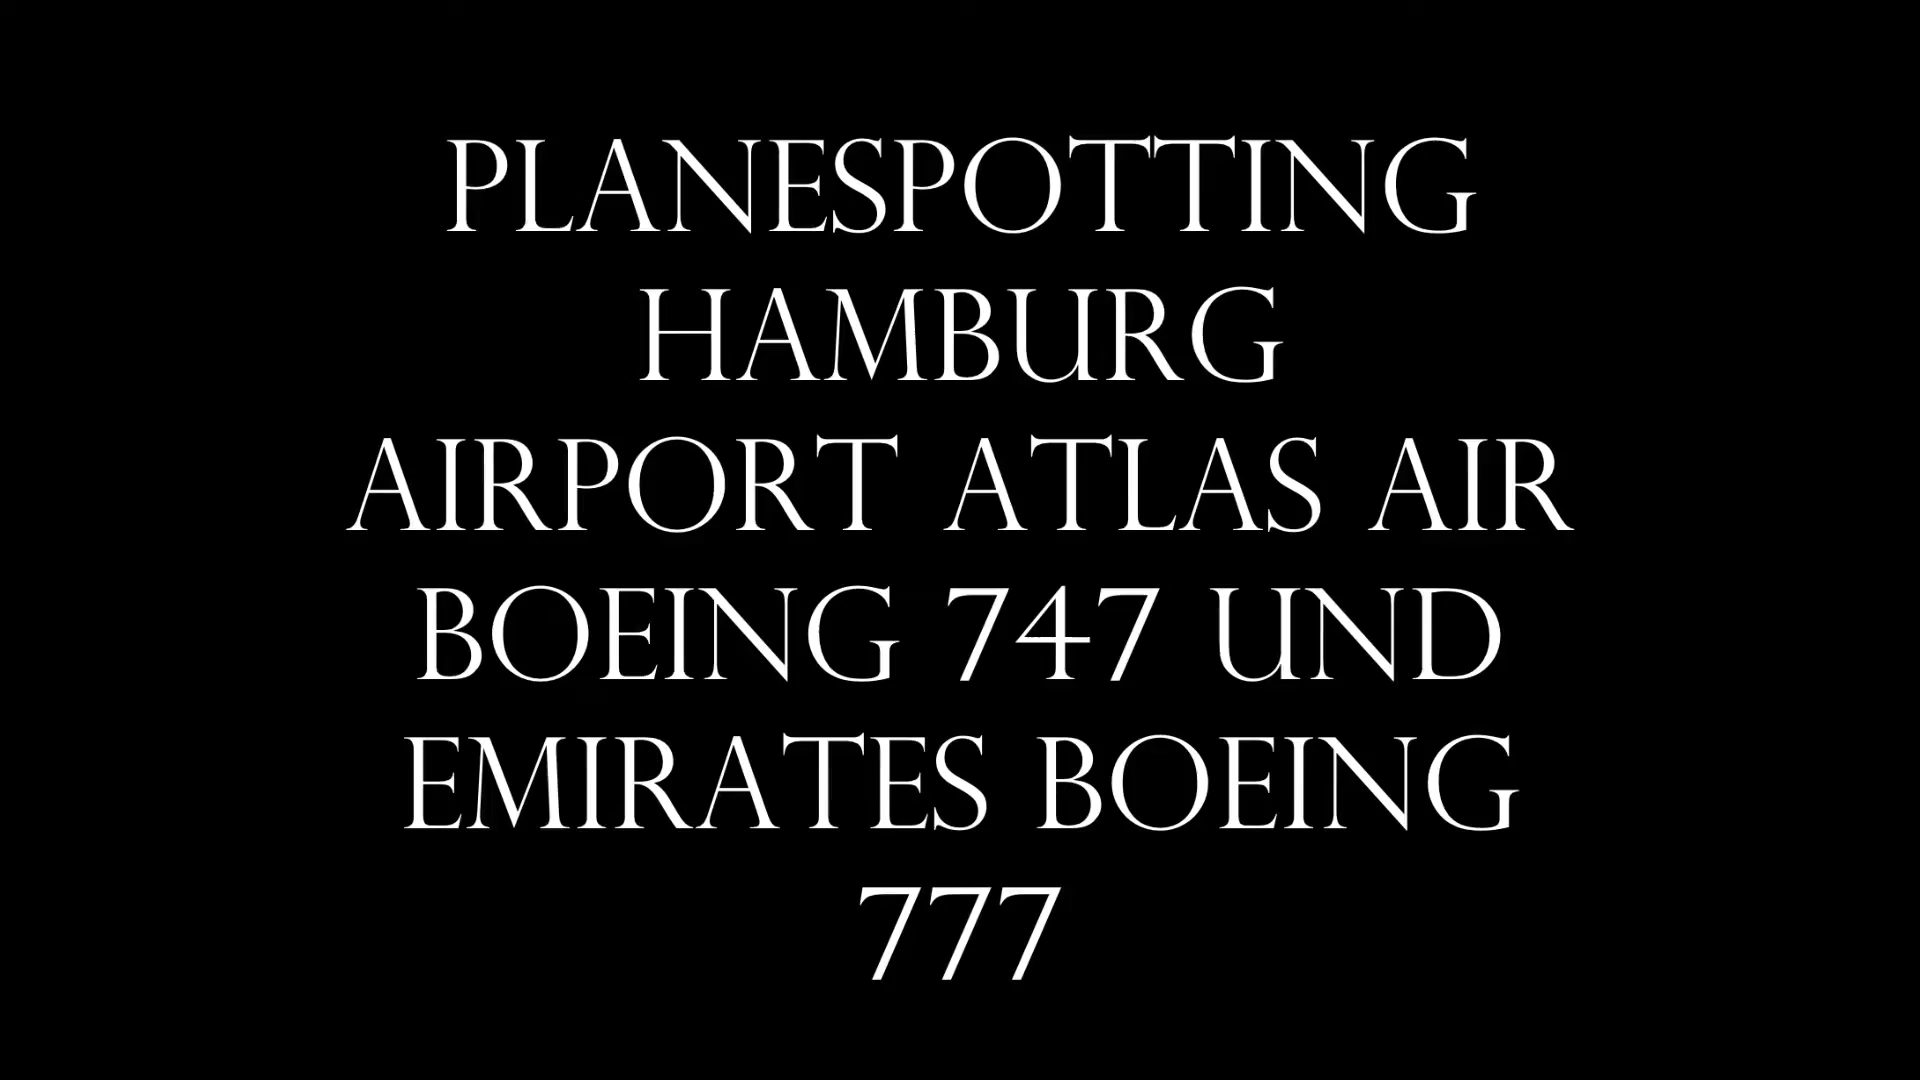 PLANESPOTTING
HAMBURG
AIRPORT ATLAS AIR
BOEING 747 UND
EMIRATES BOEING
777